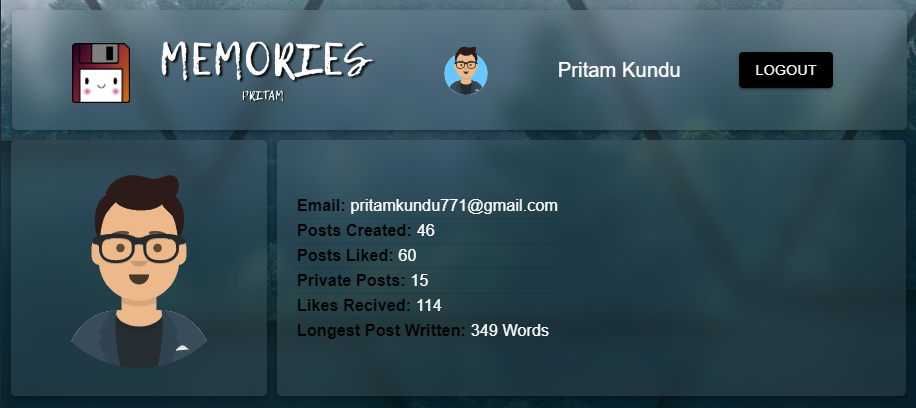 MEMORIES
PRITAM
Pritam Kundu
LOGOUT
Email: pritamkundu771@gmail.com
Posts Created: 46
Posts Liked: 60
Private Posts: 15
Likes Recived: 114
Longest Post Written: 349 Words